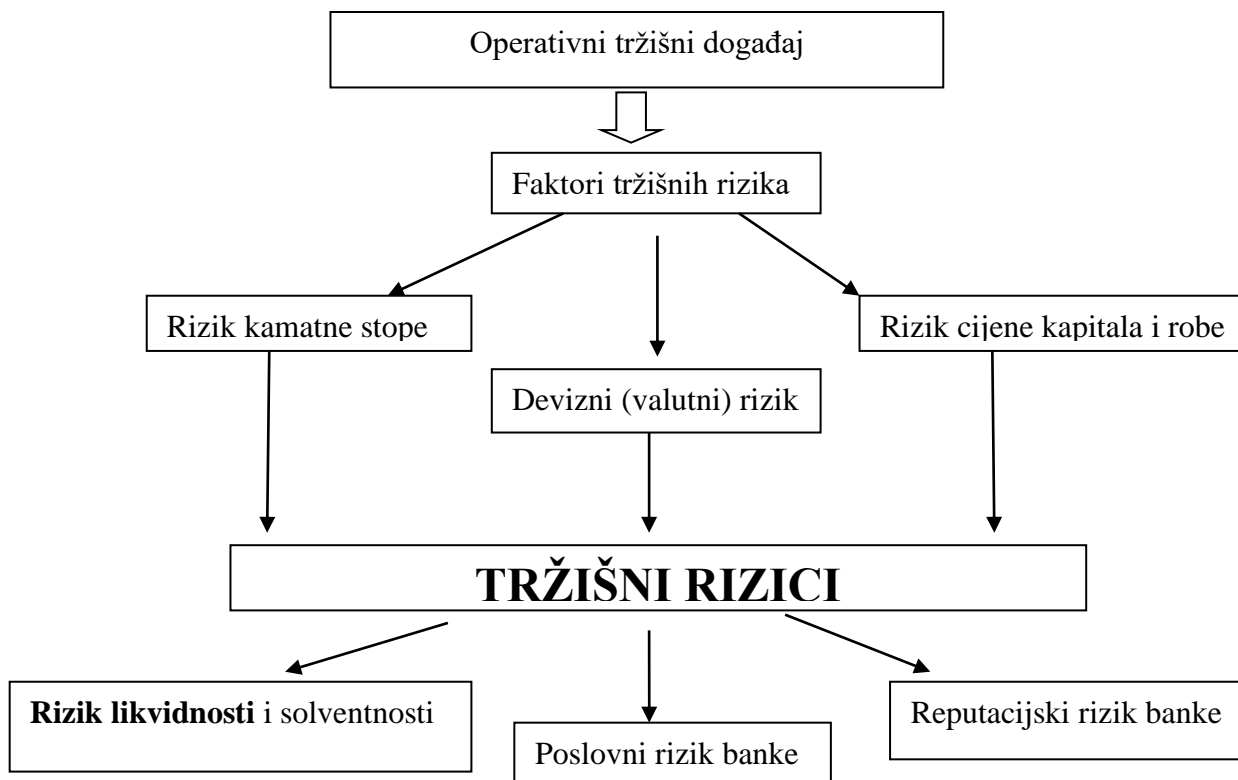 Operativni tržišni događaj
Faktori tržišnih rizika
Rizik kamatne stope
Rizik cijene kapitala i robe
Devizni (valutni) rizik
TRŽIŠNI RIZICI
Rizik likvidnosti i solventnosti
Reputacijski rizik banke
Poslovni rizik banke